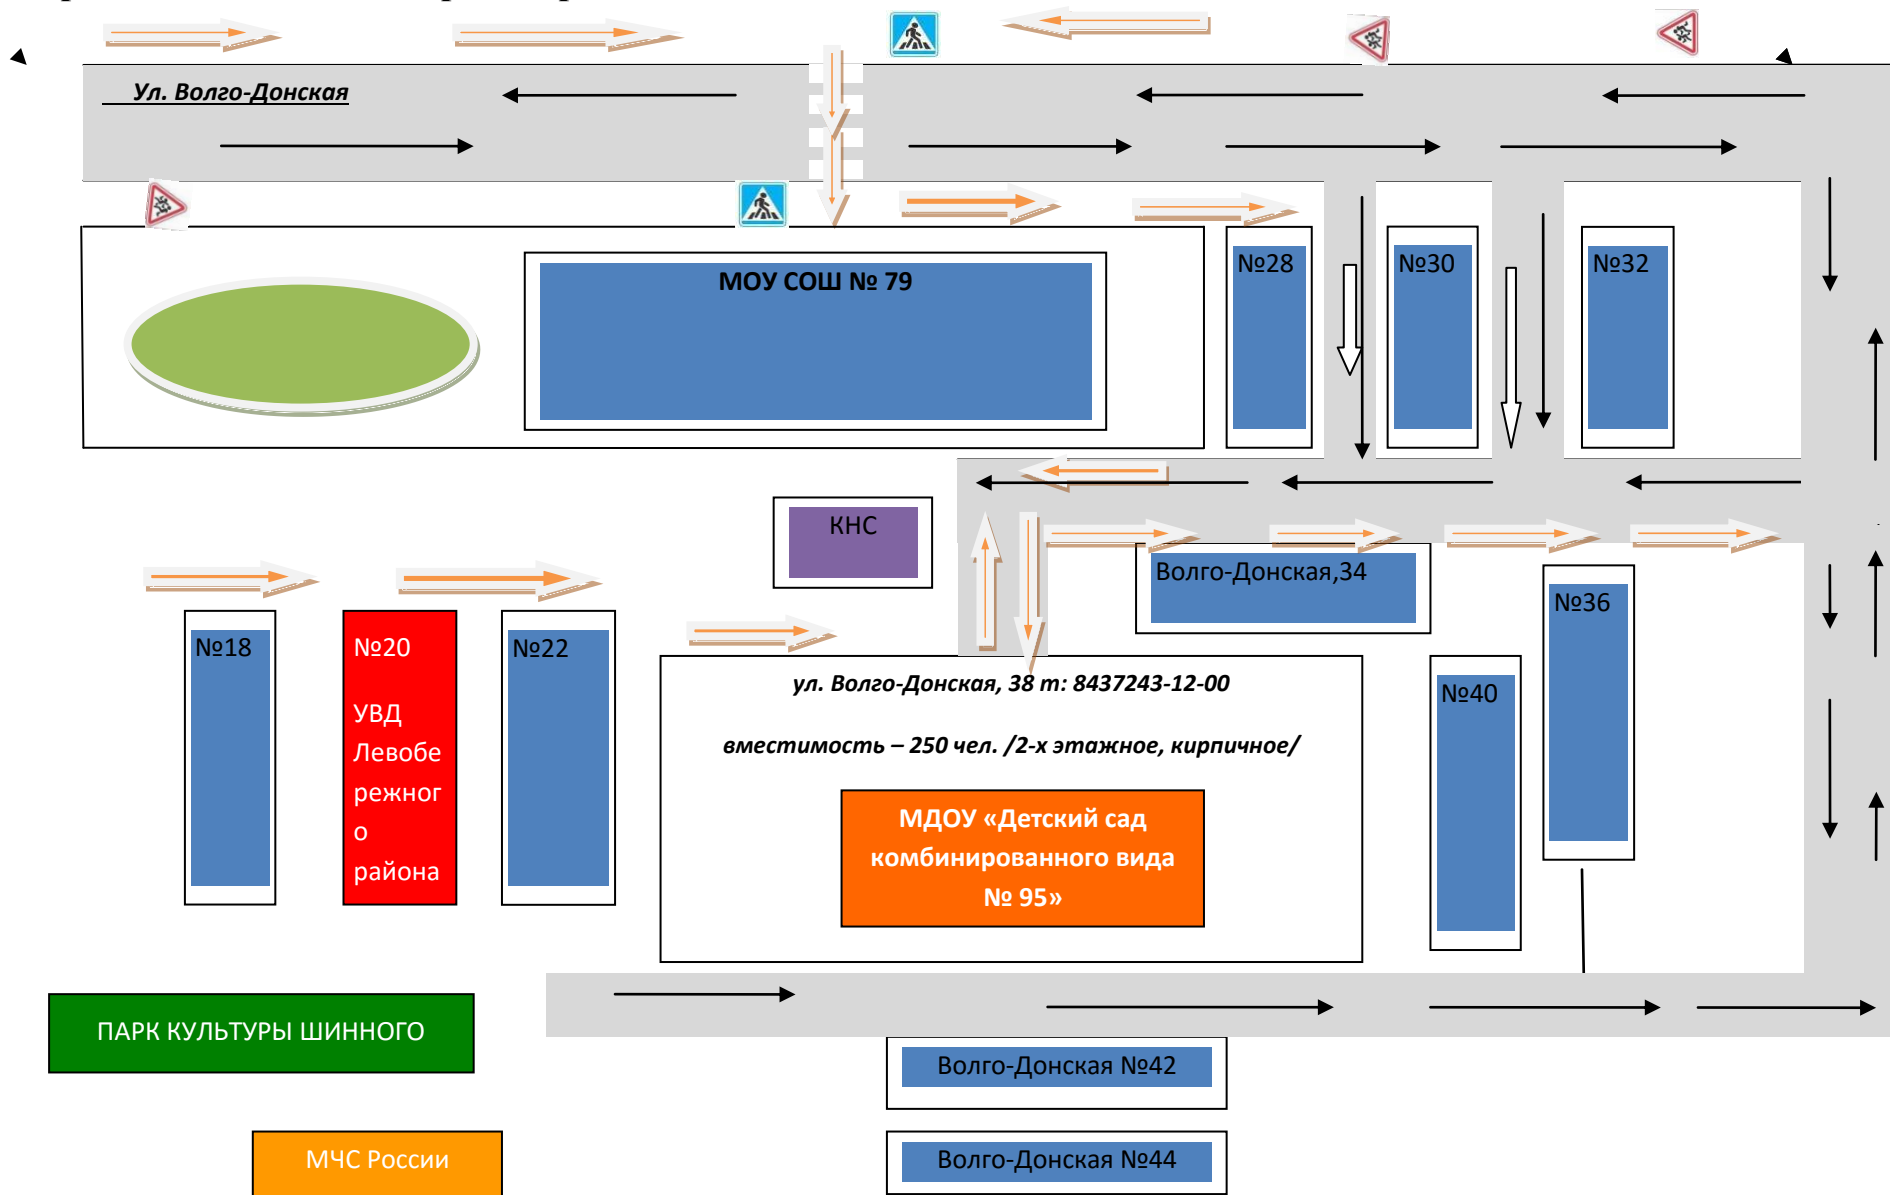 Ул. Волго-Донская
МОУ СОШ № 79
№28
№30
№32
КНС
Волго-Донская,34
№18
№20
УВД
Левобе
режног
о
района
№22
№36
№40
ул. Волго-Донская, 38 т: 8437243-12-00
вместимость – 250 чел. /2-х этажное, кирпичное/
МДОУ «Детский сад
комбинированного вида
№ 95»
ПАРК КУЛЬТУРЫ ШИННОГО
Волго-Донская №42
МЧС России
Волго-Донская №44